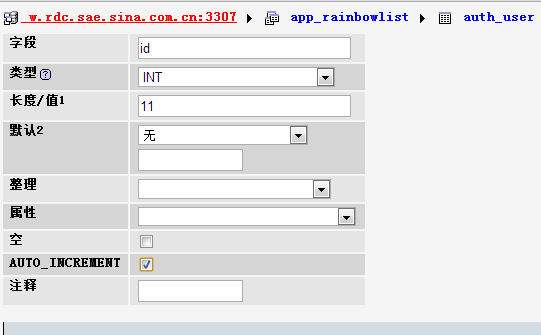 w.rdc.sae.sina.com.cn:3307 ▸ app_rainbowlist ▸ auth_user
字段 id
类型 INT
长度/值1 11
默认2 无
整理
属性
空
AUTO_INCREMENT
注释